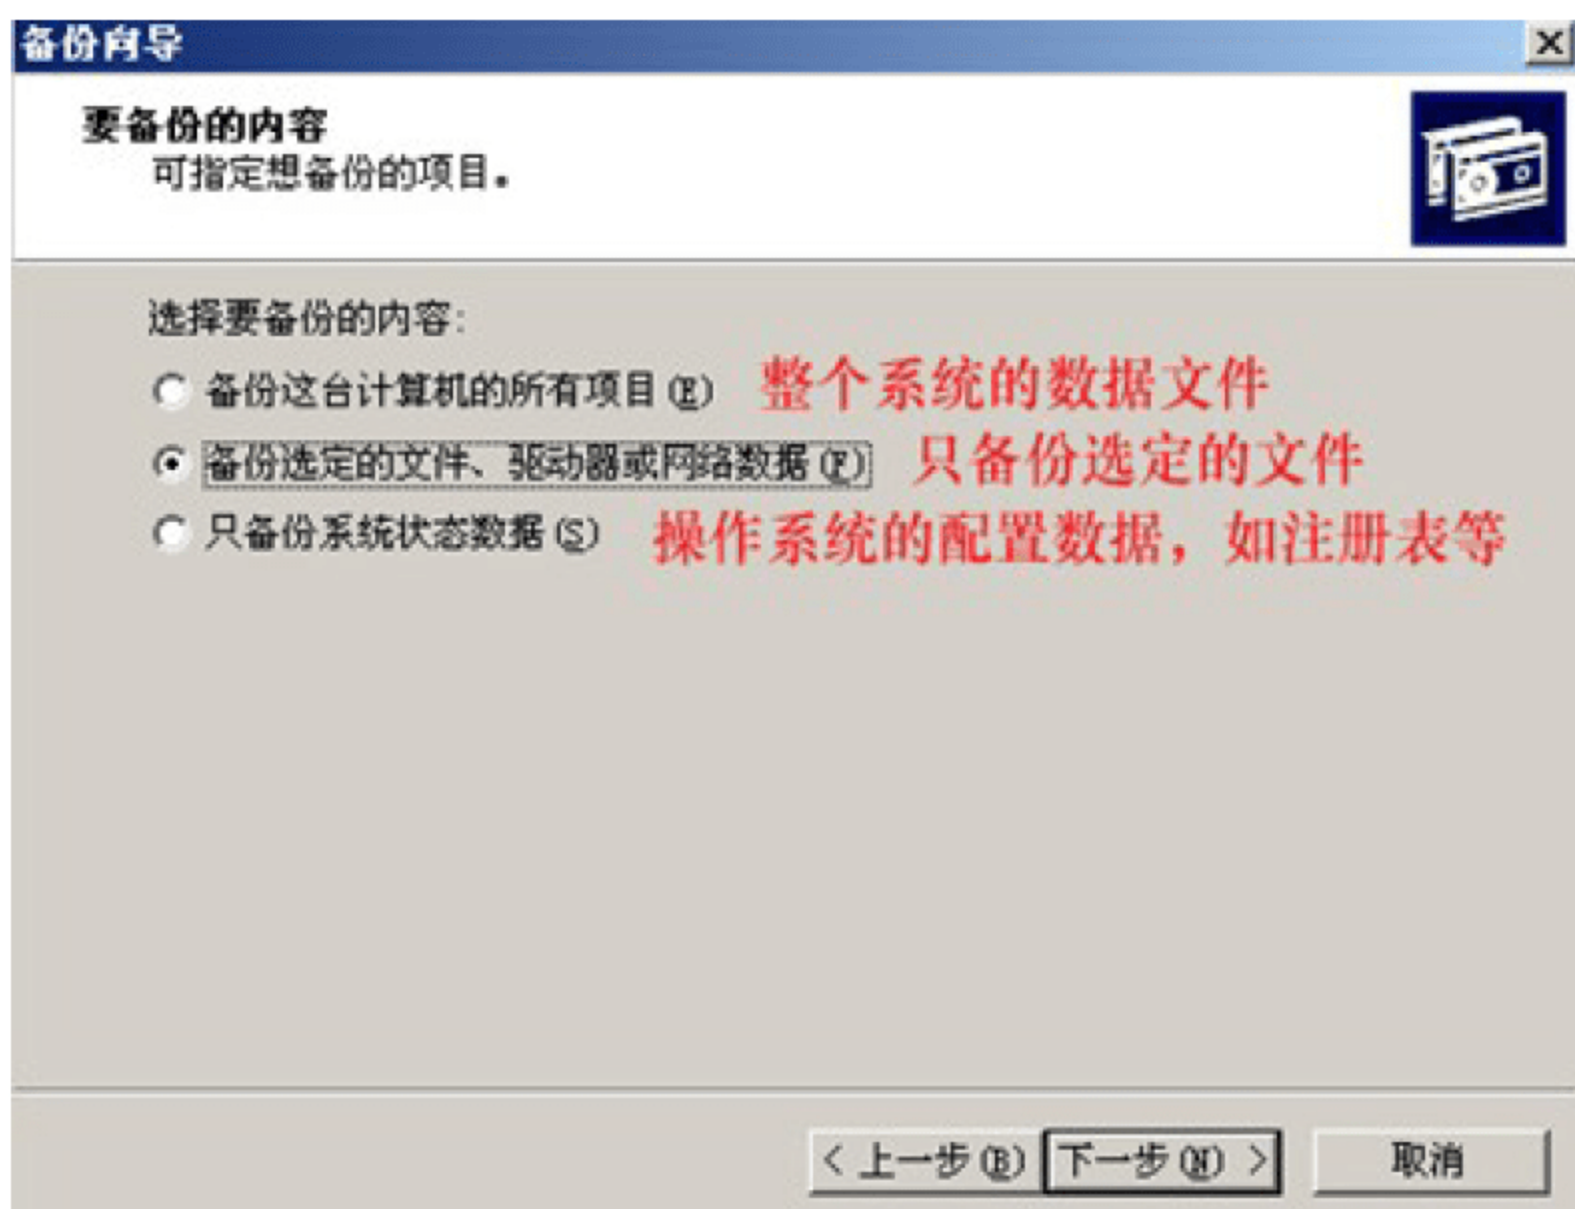 备份向导
要备份的内容
可指定想备份的项目。
选择要备份的内容:
备份这台计算机的所有项目(E) 整个系统的数据文件
备份选定的文件、驱动器或网络数据(F) 只备份选定的文件
只备份系统状态数据(S) 操作系统的配置数据，如注册表等
< 上一步(B) 下一步(N) > 取消